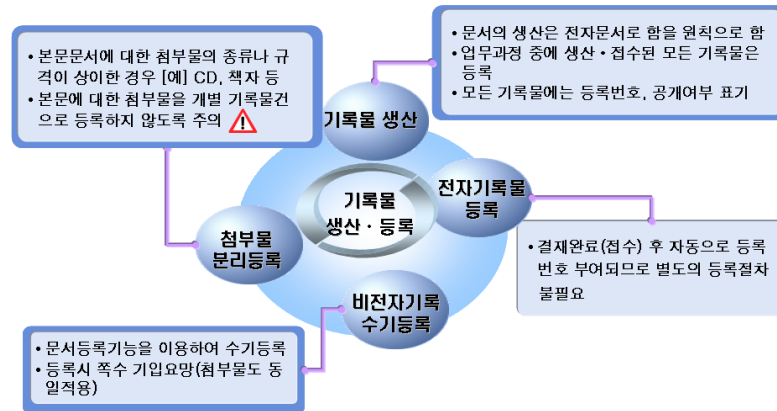 • 본문문서에 대한 첨부물의 종류나 규
격이 상이한 경우 [예] CD, 책자 등
• 본문에 대한 첨부물을 개별 기록물건
으로 등록하지 않도록 주의
• 문서의 생산은 전자문서로 함을 원칙으로 함
• 업무과정 중에 생산·접수된 모든 기록물은
등록
• 모든 기록물에는 등록번호, 공개여부 표기
기록물 생산
기록물
생산·등록
전자기록물
등록
첨부물
분리등록
• 결재완료(접수) 후 자동으로 등록
번호 부여되므로 별도의 등록절차
불필요
비전자기록
수기등록
• 문서등록기능을 이용하여 수기등록
• 등록시 쪽수 기입요망(첨부물도 동
일적용)